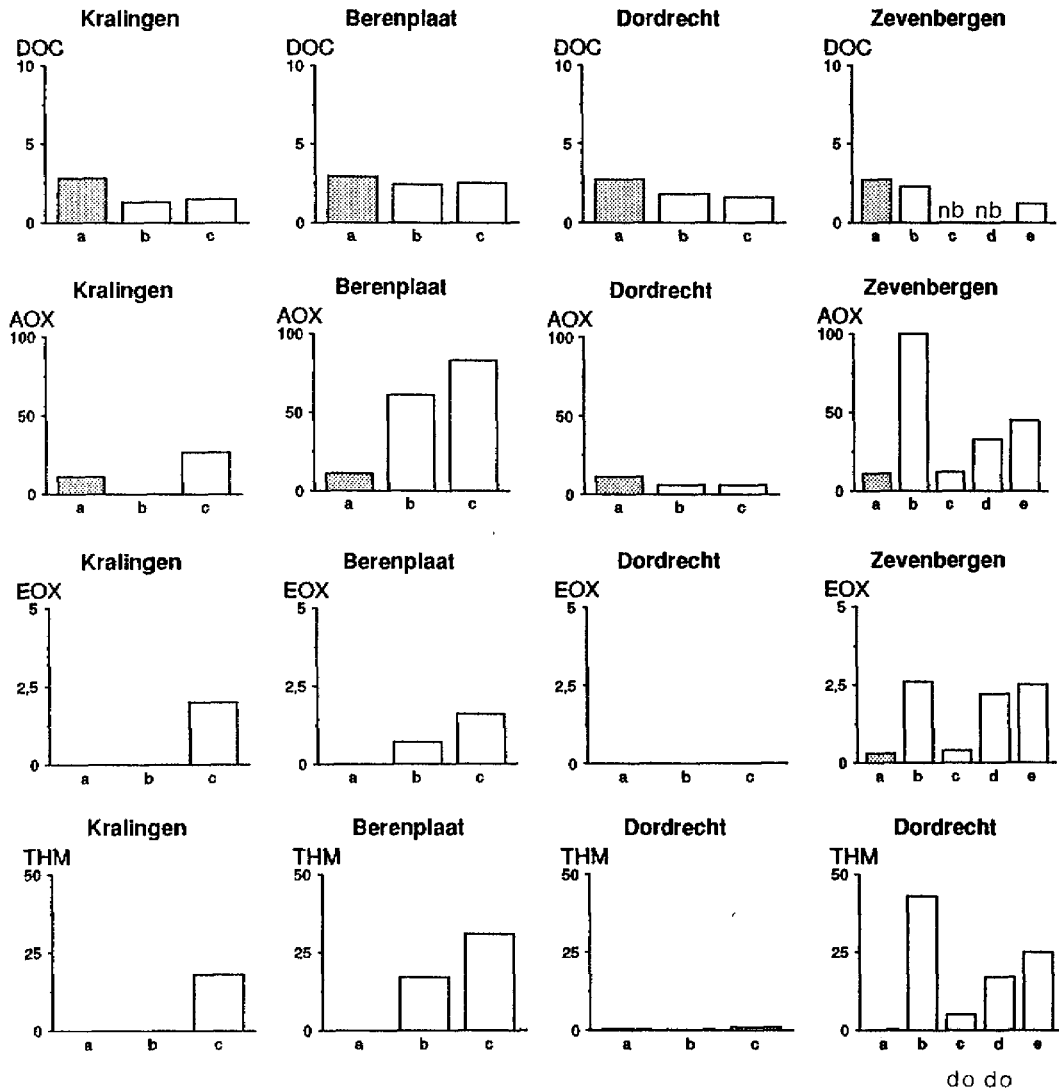 Kralingen Berenplaat Dordrecht Zevenbergen
DOC DOC DOC DOC
10 10 10 10
5 5 5 5
nb nb
0 0 0 0
a b c a b c a b c a b c d e
Kralingen Berenplaat Dordrecht Zevenbergen
AOX AOX AOX AOX
100 100 100 100
50 50 50 50
0 0 0 0
a b c a b c a b c a b c d e
Kralingen Berenplaat Dordrecht Zevenbergen
EOX EOX EOX EOX
5 5 5 5
2,5 2,5 2,5 2,5
0 0 0 0
a b c a b c a b c a b c d e
Kralingen Berenplaat Dordrecht Dordrecht
THM THM THM THM
50 50 50 50
25 25 25 25
0 0 0 0
a b c a b c a b c a b c d e
do do